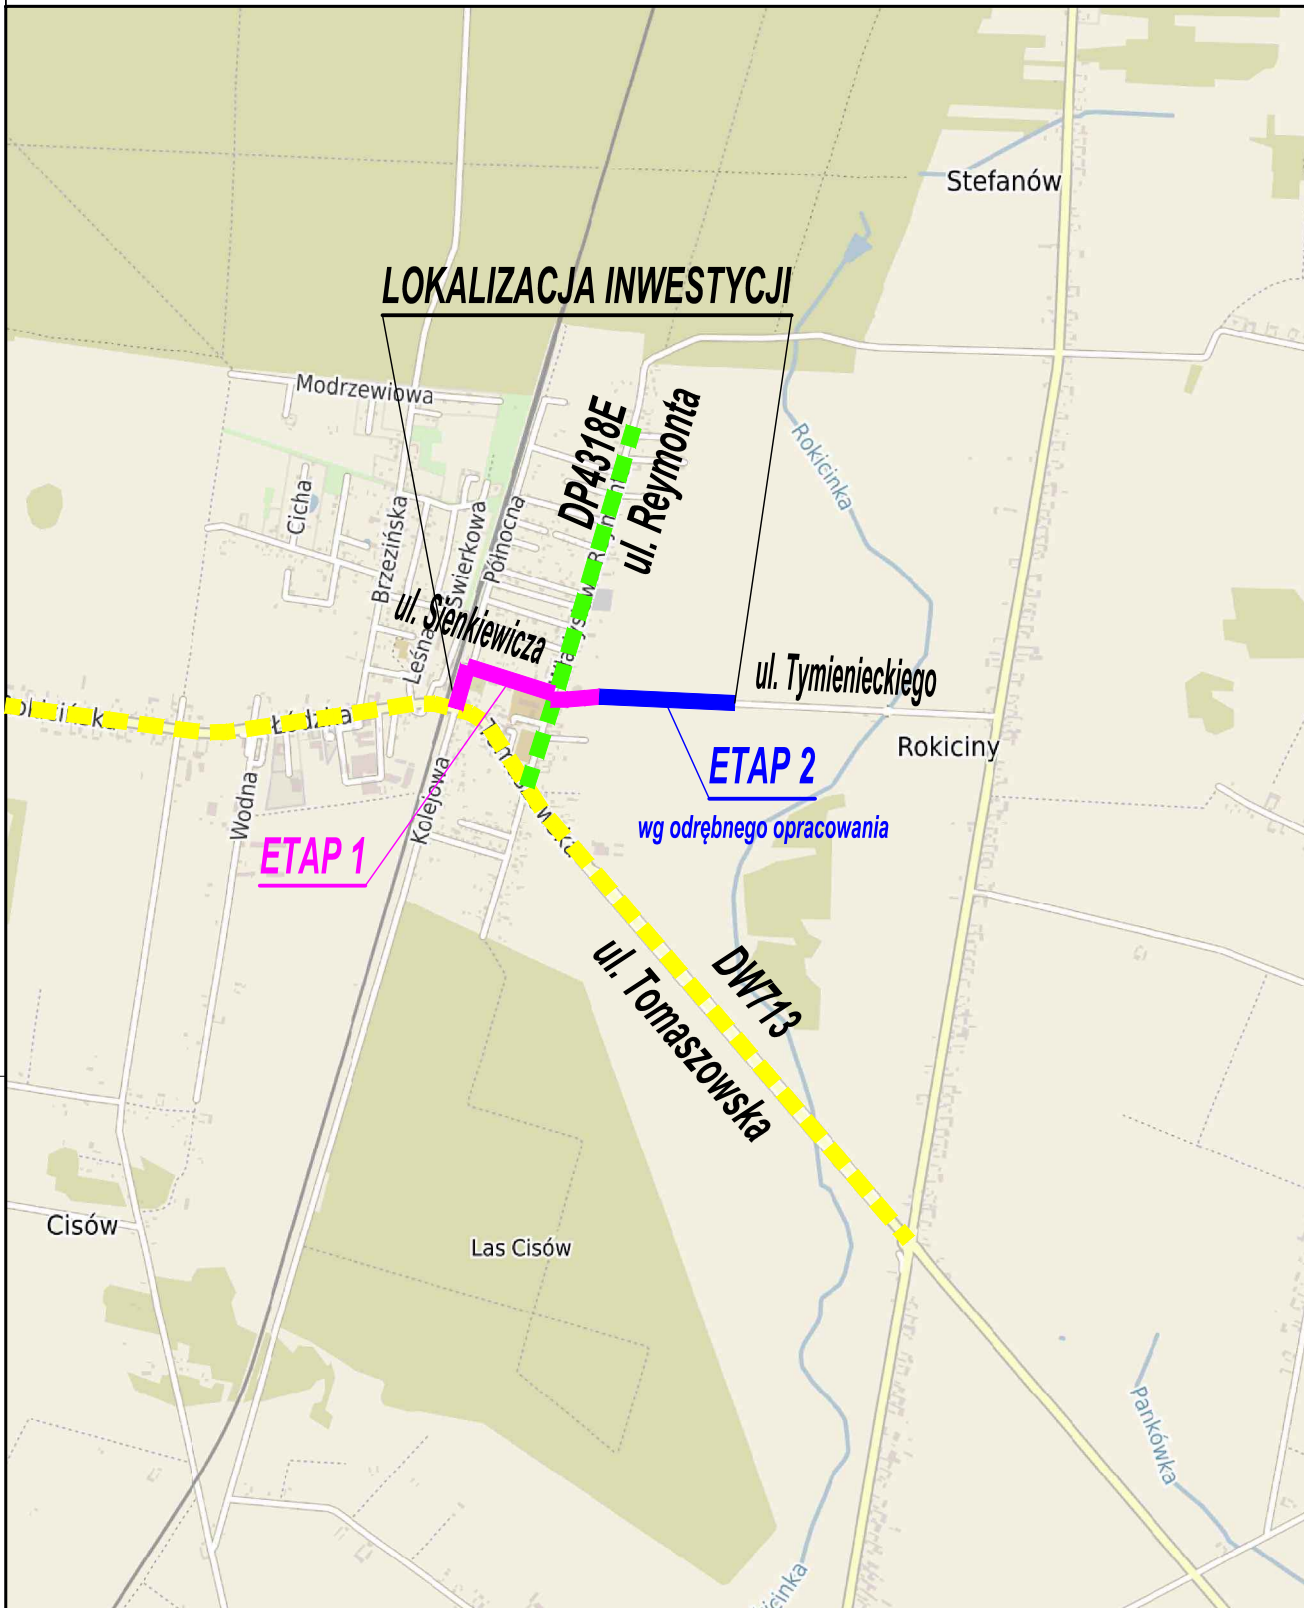 Stefanów
LOKALIZACJA INWESTYCJI
Modrzewiowa
DP4318E
ul. Reymonta
Rokicinka
Cicha
Brzezińska
Świerkowa
Północna
ul. Sienkiewicza
Leśna
ul. Tymienieckiego
Łódzka
Rokiciny
ETAP 2
wg odrębnego opracowania
Wodna
Kolejowa
ETAP 1
DW713
ul. Tomaszowska
Cisów
Las Cisów
Pankówka